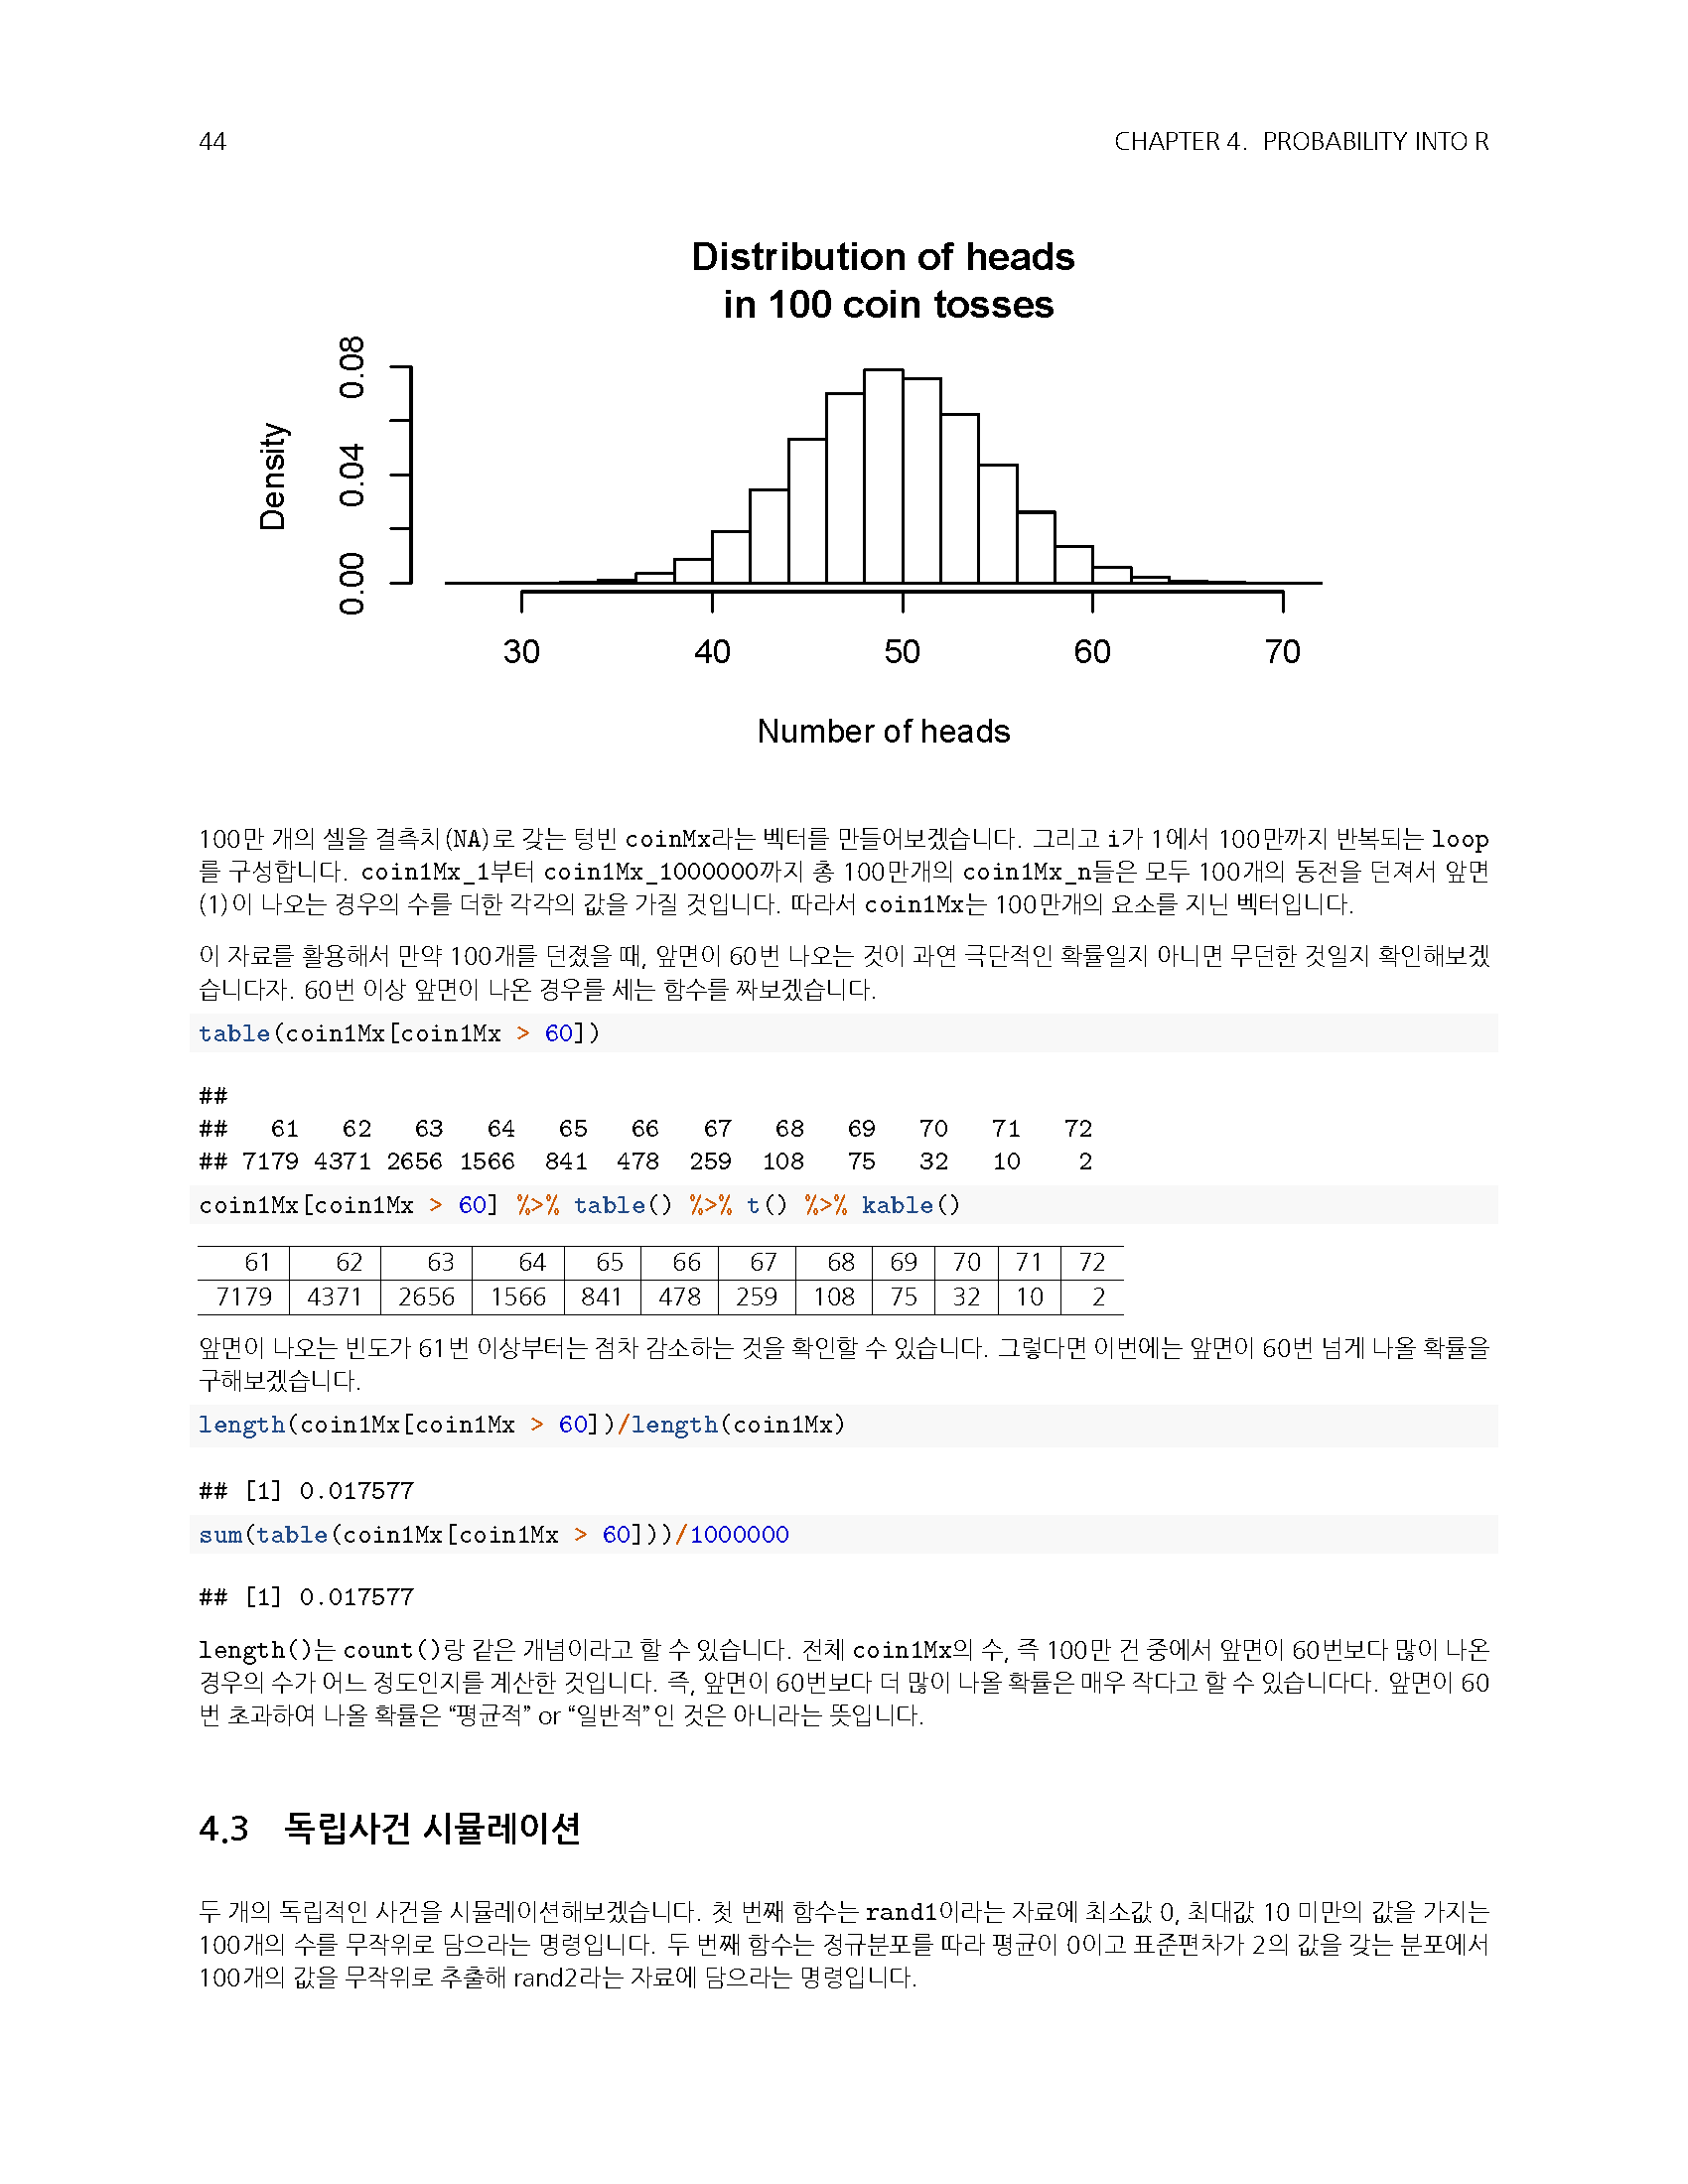 44 CHAPTER 4. PROBABILITY INTO R
Distribution of heads
in 100 coin tosses
Density
0.00 0.04 0.08
30 40 50 60 70
Number of heads
100만 개의 셀을 결측치(NA)로 갖는 텅빈 coinMx라는 벡터를 만들어보겠습니다. 그리고 i가 1에서 100만까지 반복되는 loop
를 구성합니다. coin1Mx_1부터 coin1Mx_1000000까지 총 100만개의 coin1Mx_n들은 모두 100개의 동전을 던져서 앞면
(1)이 나오는 경우의 수를 더한 각각의 값을 가질 것입니다. 따라서 coin1Mx는 100만개의 요소를 지닌 벡터입니다.
이 자료를 활용해서 만약 100개를 던졌을 때, 앞면이 60번 나오는 것이 과연 극단적인 확률일지 아니면 무던한 것일지 확인해보겠
습니다자. 60번 이상 앞면이 나온 경우를 세는 함수를 짜보겠습니다.
table(coin1Mx[coin1Mx > 60])
##
## 61 62 63 64 65 66 67 68 69 70 71 72
## 7179 4371 2656 1566 841 478 259 108 75 32 10 2
coin1Mx[coin1Mx > 60] %>% table() %>% t() %>% kable()
61 62 63 64 65 66 67 68 69 70 71 72
7179 4371 2656 1566 841 478 259 108 75 32 10 2
앞면이 나오는 빈도가 61번 이상부터는 점차 감소하는 것을 확인할 수 있습니다. 그렇다면 이번에는 앞면이 60번 넘게 나올 확률을
구해보겠습니다.
length(coin1Mx[coin1Mx > 60])/length(coin1Mx)
## [1] 0.017577
sum(table(coin1Mx[coin1Mx > 60]))/1000000
## [1] 0.017577
length()는 count()랑 같은 개념이라고 할 수 있습니다. 전체 coin1Mx의 수, 즉 100만 건 중에서 앞면이 60번보다 많이 나온
경우의 수가 어느 정도인지를 계산한 것입니다. 즉, 앞면이 60번보다 더 많이 나올 확률은 매우 작다고 할 수 있습니다다. 앞면이 60
번 초과하여 나올 확률은 “평균적” or “일반적”인 것은 아니라는 뜻입니다.
4.3 독립사건 시뮬레이션
두 개의 독립적인 사건을 시뮬레이션해보겠습니다. 첫 번째 함수는 rand1이라는 자료에 최소값 0, 최대값 10 미만의 값을 가지는
100개의 수를 무작위로 담으라는 명령입니다. 두 번째 함수는 정규분포를 따라 평균이 0이고 표준편차가 2의 값을 갖는 분포에서
100개의 값을 무작위로 추출해 rand2라는 자료에 담으라는 명령입니다.